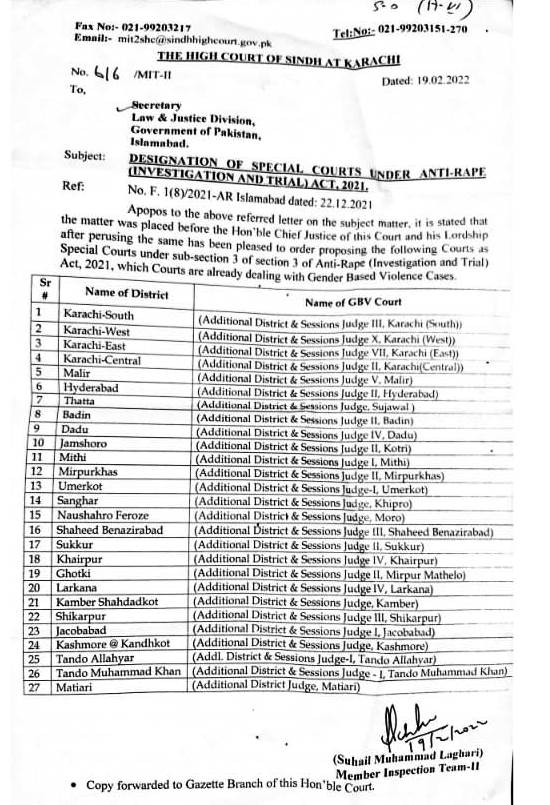 5-0 (17-VI)
Fax No:- 021-99203217
Tel:No:- 021-99203151-270
Email:- mit2shc@sindhhighcourt.gov.pk
THE HIGH COURT OF SINDH AT KARACHI
No. 616 /MIT-II
Dated: 19.02.2022
To,
Secretary
Law & Justice Division,
Government of Pakistan,
Islamabad.
Subject: DESIGNATION OF SPECIAL COURTS UNDER ANTI-RAPE
(INVESTIGATION AND TRIAL) ACT, 2021.
Ref: No. F. 1(8)/2021-AR Islamabad dated: 22.12.2021
Apopos to the above referred letter on the subject matter, it is stated that
the matter was placed before the Hon'ble Chief Justice of this Court and his Lordship
after perusing the same has been pleased to order proposing the following Courts as
Special Courts under sub-section 3 of section 3 of Anti-Rape (Investigation and Trial)
Act, 2021, which Courts are already dealing with Gender Based Violence Cases.
Sr # Name of District Name of GBV Court
1 Karachi-South (Additional District & Sessions Judge III, Karachi (South))
2 Karachi-West (Additional District & Sessions Judge X, Karachi (West))
3 Karachi-East (Additional District & Sessions Judge VII, Karachi (East))
4 Karachi-Central (Additional District & Sessions Judge II, Karachi(Central))
5 Malir (Additional District & Sessions Judge V, Malir)
6 Hyderabad (Additional District & Sessions Judge II, Hyderabad)
7 Thatta (Additional District & Sessions Judge, Sujawal )
8 Badin (Additional District & Sessions Judge II, Badin)
9 Dadu (Additional District & Sessions Judge IV, Dadu)
10 Jamshoro (Additional District & Sessions Judge II, Kotri)
11 Mithi (Additional District & Sessions Judge I, Mithi)
12 Mirpurkhas (Additional District & Sessions Judge II, Mirpurkhas)
13 Umerkot (Additional District & Sessions Judge-I, Umerkot)
14 Sanghar (Additional District & Sessions Judge, Khipro)
15 Naushahro Feroze (Additional District & Sessions Judge, Moro)
16 Shaheed Benazirabad (Additional District & Sessions Judge III, Shaheed Benazirabad)
17 Sukkur (Additional District & Sessions Judge II, Sukkur)
18 Khairpur (Additional District & Sessions Judge IV, Khairpur)
19 Ghotki (Additional District & Sessions Judge II, Mirpur Mathelo)
20 Larkana (Additional District & Sessions Judge IV, Larkana)
21 Kamber Shahdadkot (Additional District & Sessions Judge, Kamber)
22 Shikarpur (Additional District & Sessions Judge III, Shikarpur)
23 Jacobabad (Additional District & Sessions Judge I, Jacobabad)
24 Kashmore @ Kandhkot (Additional District & Sessions Judge, Kashmore)
25 Tando Allahyar (Addl. District & Sessions Judge-I, Tando Allahyar)
26 Tando Muhammad Khan (Additional District & Sessions Judge - I, Tando Muhammad Khan)
27 Matiari (Additional District Judge, Matiari)
19/2/2022
(Suhail Muhammad Laghari)
Member Inspection Team-II
• Copy forwarded to Gazette Branch of this Hon'ble Court.